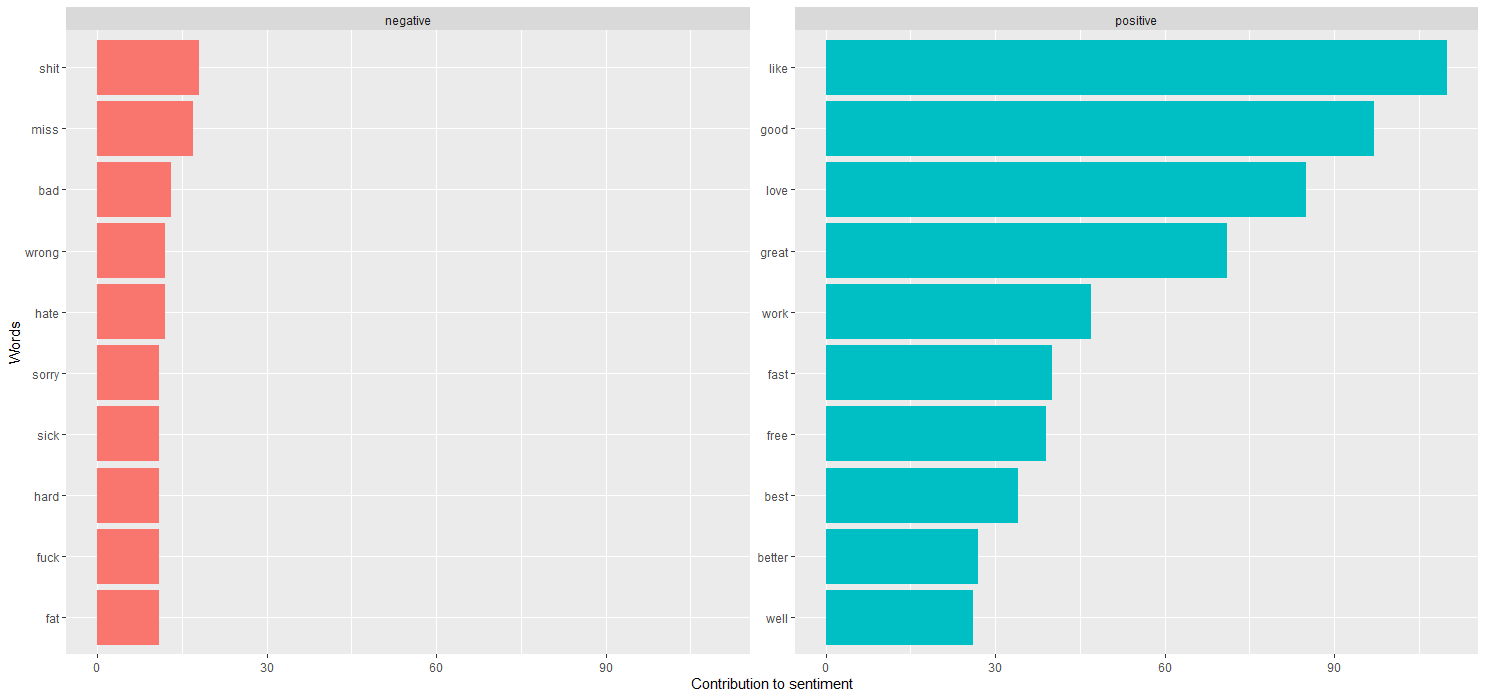 negative
positive
Words
shit
miss
bad
wrong
hate
sorry
sick
hard
fuck
fat
0
30
60
90
like
good
love
great
work
fast
free
best
better
well
0
30
60
90
Contribution to sentiment